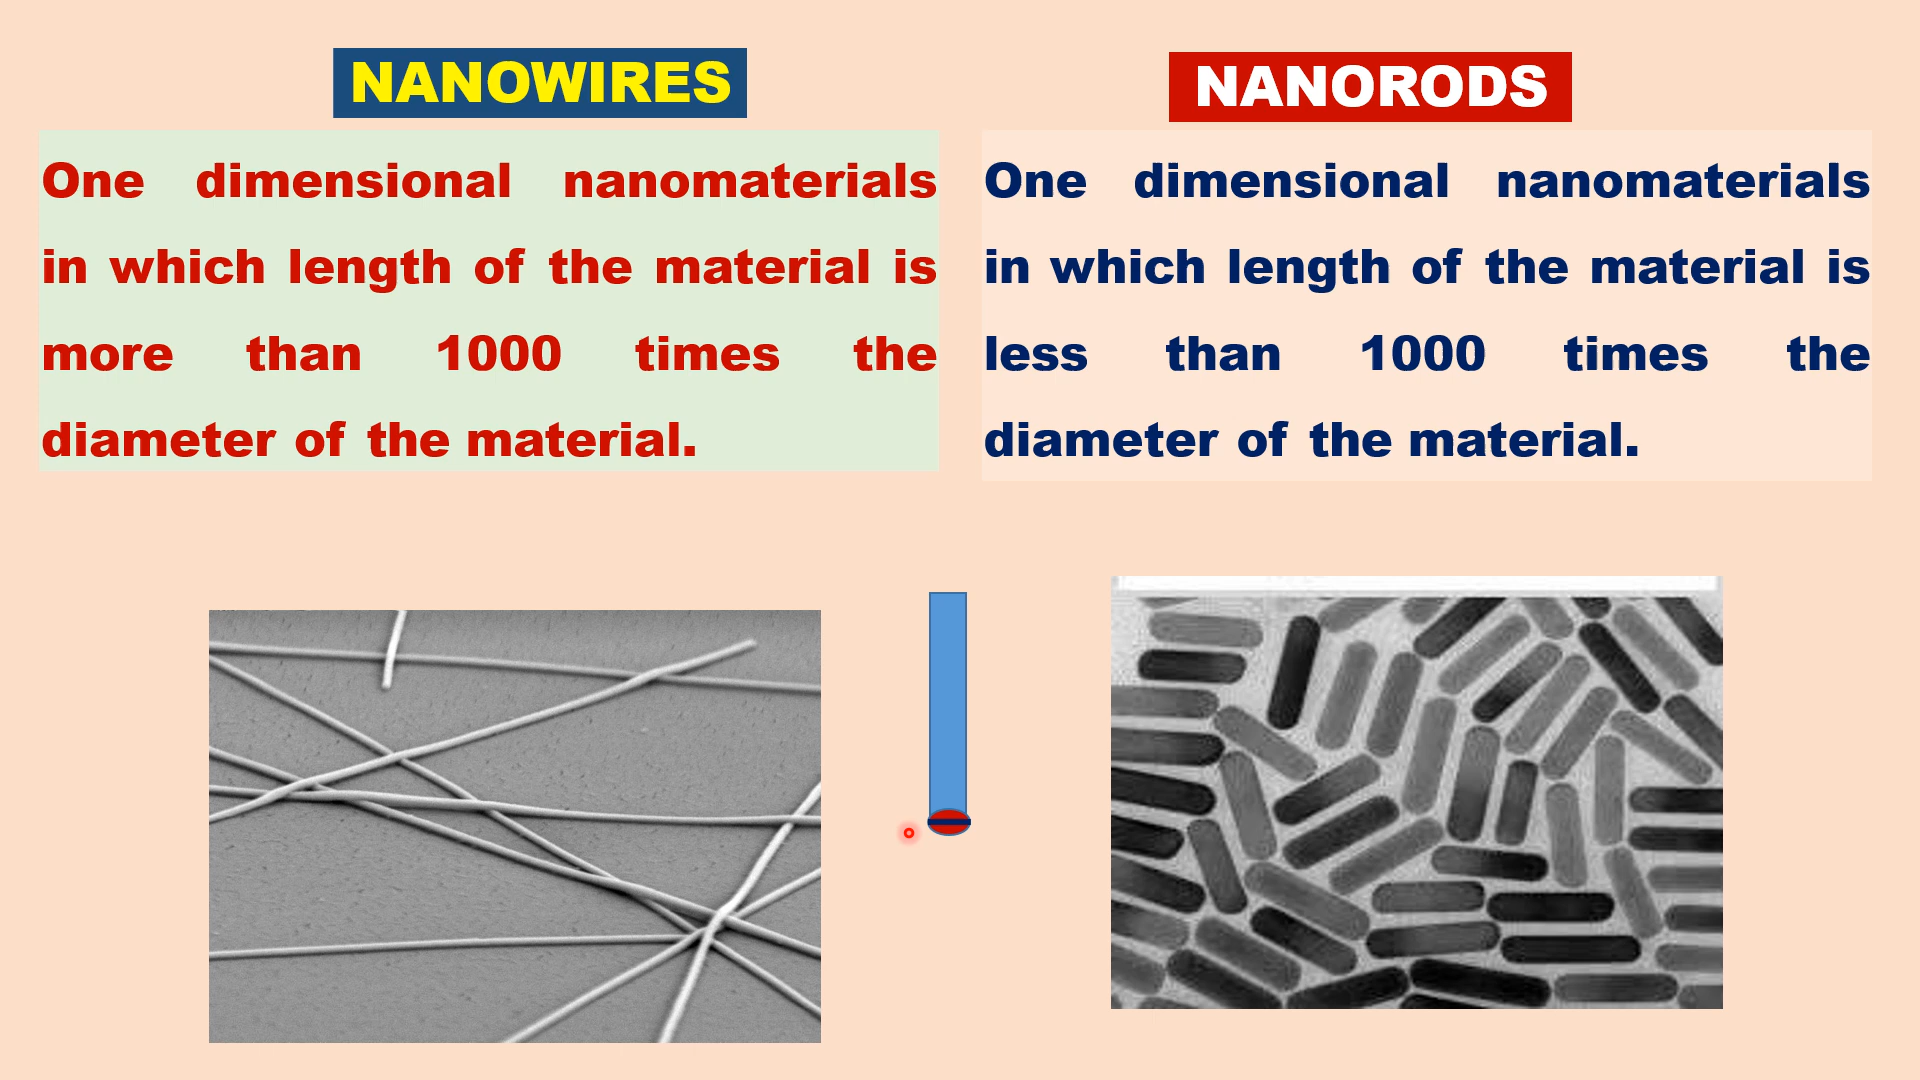 NANOWIRES
One dimensional nanomaterials
in which length of the material is
more than 1000 times the
diameter of the material.
NANORODS
One dimensional nanomaterials
in which length of the material is
less than 1000 times the
diameter of the material.